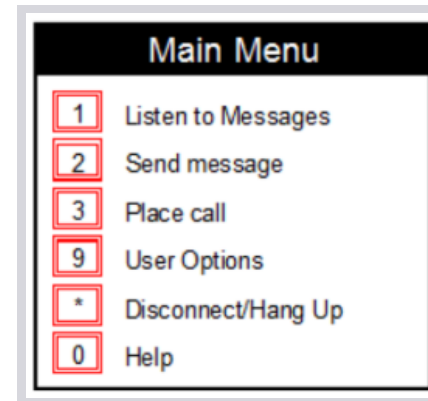 Main Menu
1 Listen to Messages
2 Send message
3 Place call
9 User Options
* Disconnect/Hang Up
0 Help